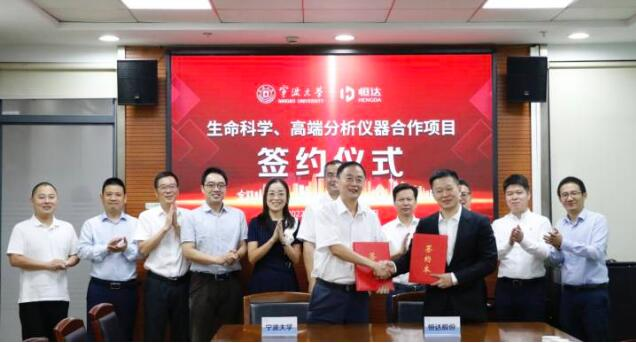 宁波大学
NINGBO UNIVERSITY
恒达
HENGDA
生命科学、高端分析仪器合作项目
签约仪式
签约本
宁波大学
恒达股份